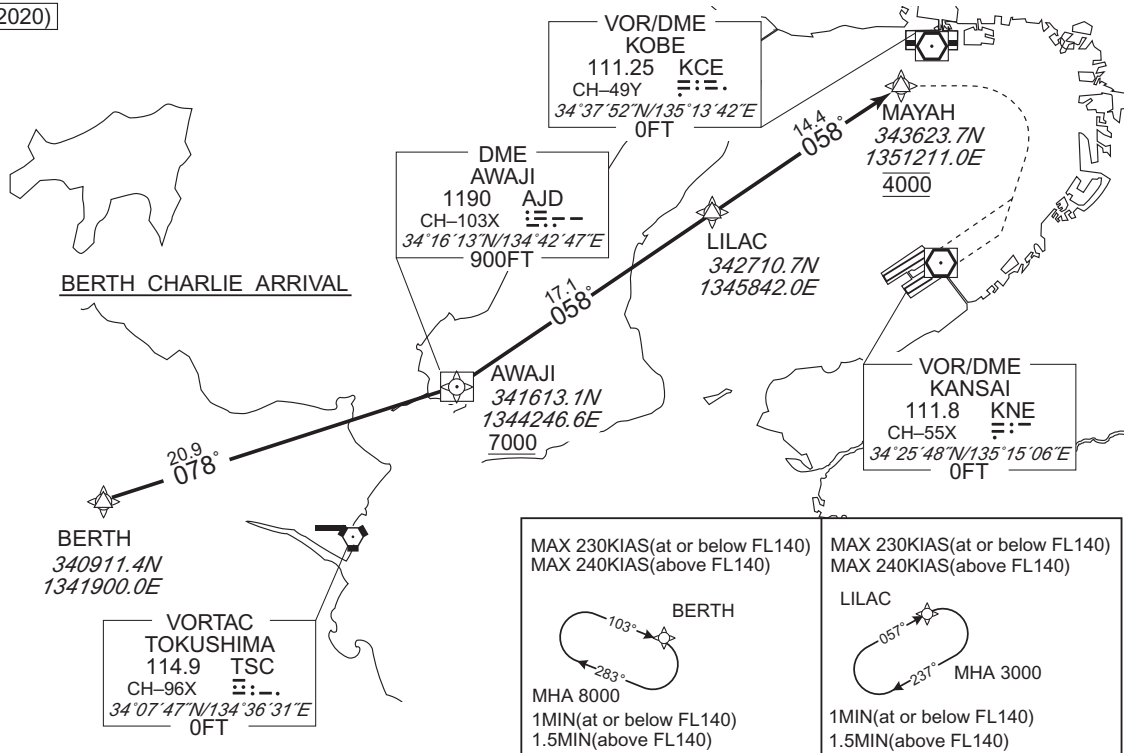 2020)
VOR/DME
KOBE
111.25 KCE
CH–49Y
34°37´52˝N/135°13´42˝E
0FT
DME
AWAJI
1190 AJD
CH–103X
34°16´13˝N/134°42´47˝E
900FT
14.4
058°
MAYAH
343623.7N
1351211.0E
4000
LILAC
342710.7N
1345842.0E
BERTH CHARLIE ARRIVAL
17.1
058°
AWAJI
341613.1N
1344246.6E
7000
VOR/DME
KANSAI
111.8 KNE
CH–55X
34°25´48˝N/135°15´06˝E
0FT
20.9
078°
BERTH
340911.4N
1341900.0E
VORTAC
TOKUSHIMA
114.9 TSC
CH–96X
34°07´47˝N/134°36´31˝E
0FT
MAX 230KIAS(at or below FL140)
MAX 240KIAS(above FL140)
BERTH
103°
283°
MHA 8000
1MIN(at or below FL140)
1.5MIN(above FL140)
MAX 230KIAS(at or below FL140)
MAX 240KIAS(above FL140)
LILAC
057°
237°
MHA 3000
1MIN(at or below FL140)
1.5MIN(above FL140)